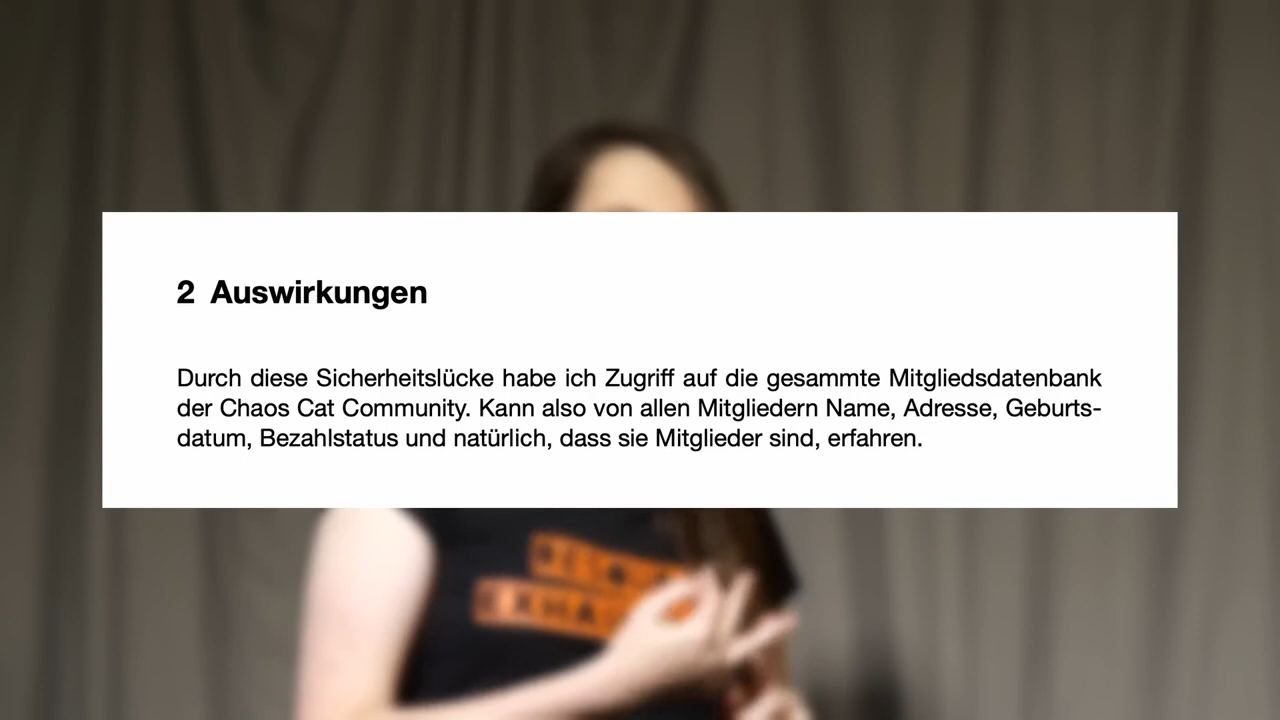 2 Auswirkungen
Durch diese Sicherheitslücke habe ich Zugriff auf die gesammte Mitgliedsdatenbank
der Chaos Cat Community. Kann also von allen Mitgliedern Name, Adresse, Geburts-
datum, Bezahlstatus und natürlich, dass sie Mitglieder sind, erfahren.